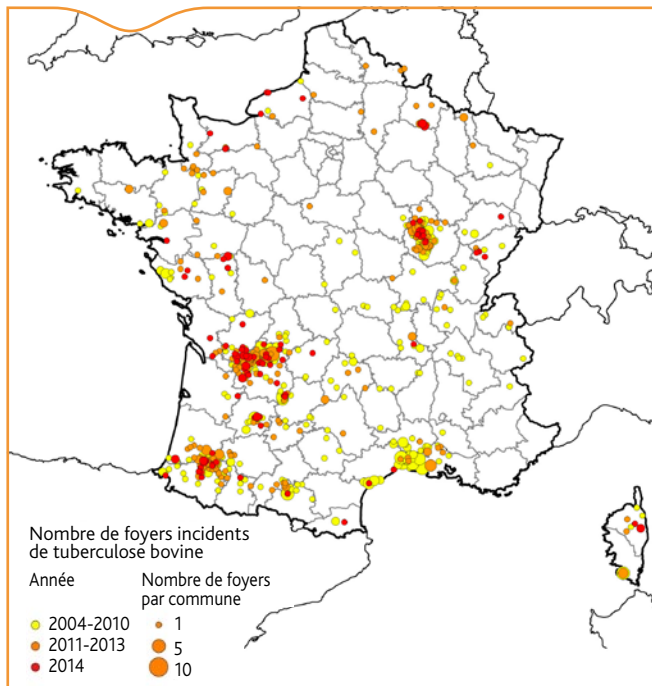 Nombre de foyers incidents
de tuberculose bovine
Année
2004-2010
2011-2013
2014
Nombre de foyers
par commune
1
5
10